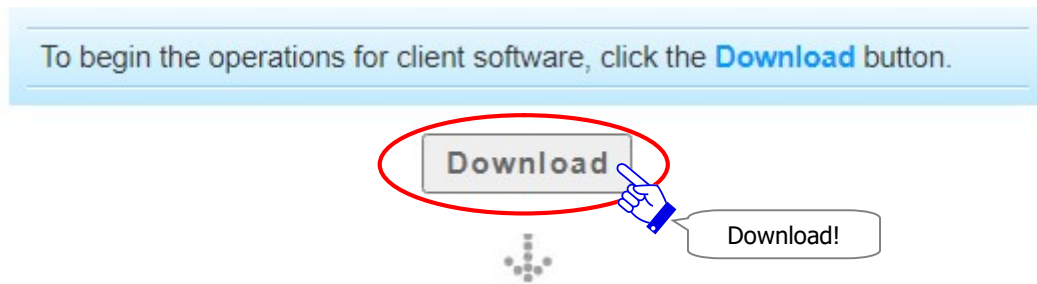 To begin the operations for client software, click the Download button.
Download
Download!